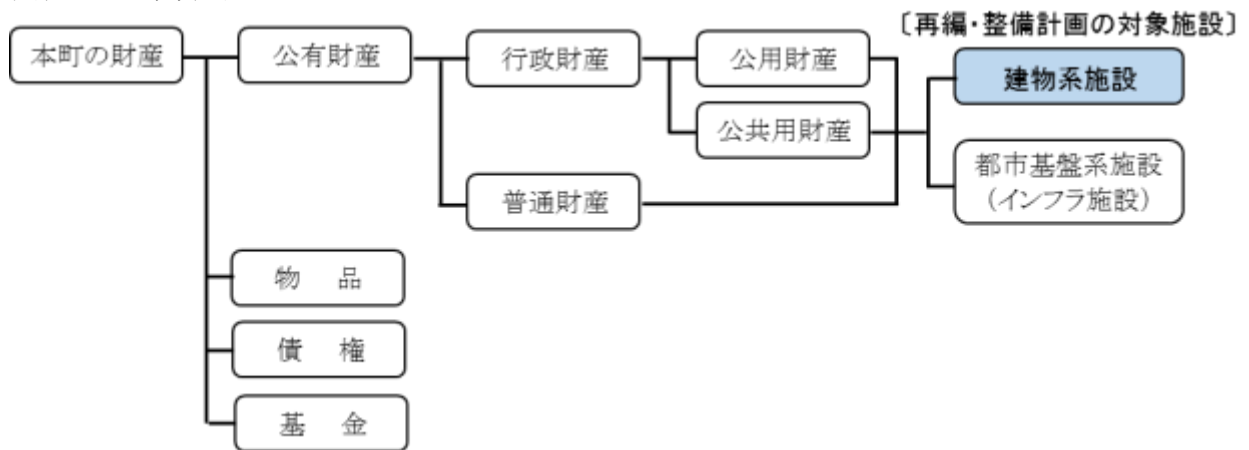 〔再編・整備計画の対象施設〕
本町の財産
公有財産
行政財産
公用財産
建物系施設
公共用財産
都市基盤系施設
（インフラ施設）
普通財産
物　品
債　権
基　金